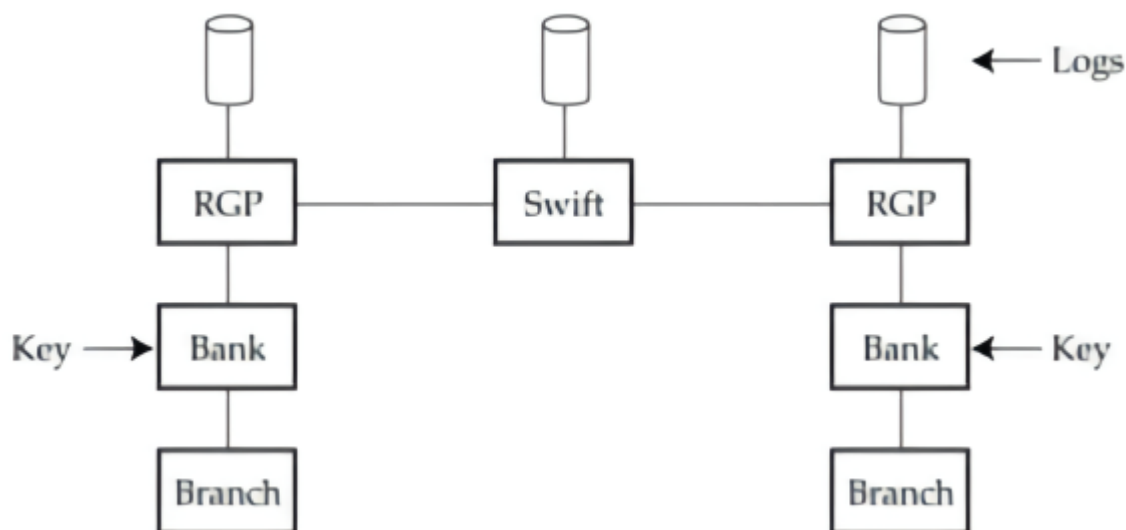 Logs
RGP
Swift
RGP
Key
Bank
Bank
Key
Branch
Branch